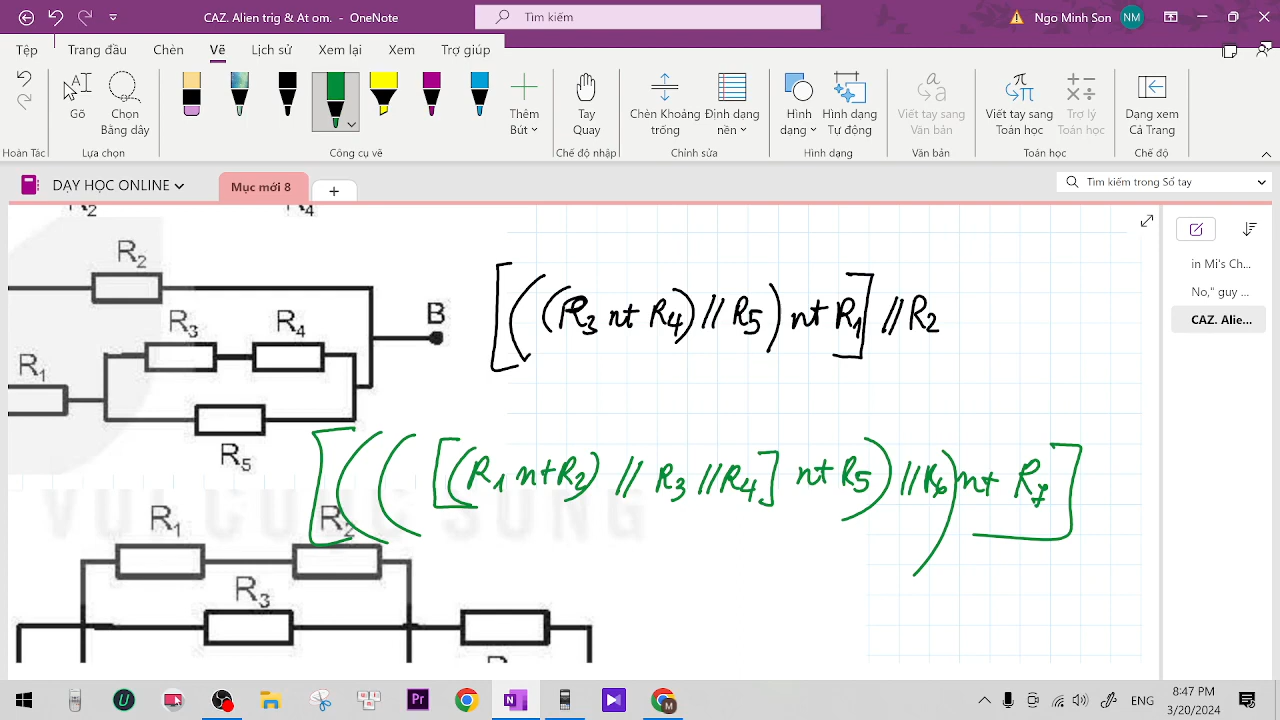 CAZ. Alien - OneNote
Tìm kiếm
Ngo Minh Son
NM
Tệp Trang đầu Chèn Vẽ Lịch sử Xem lại Xem Trợ giúp
Gõ
Chọn
Bằng dây
Thêm
Bút
Tay
Quay
Chèn Khoảng
trống
Định dạng
nền
Hình
dạng
Hình dạng
Tự động
Viết tay sang
Văn bản
Viết tay sang
Toán học
Trợ lý
Toán học
Dạng xem
Cả Trang
Hoàn Tác Lựa chọn Công cụ vẽ Chế độ nhập Chỉnh sửa Hình dạng Văn bản Toán học Chế độ
DẠY HỌC ONLINE
Mục mới 8
+
Tìm kiếm trong Sổ tay
R2 R4
R2
R3 R4
B
R1
R5
[((R3 nt R4) // R5) nt R1] // R2
[((([(R1 nt R2) // R3 // R4] nt R5) // R6) nt R7]
VUI CÙNG SÓNG
R1 R2
R3
in Mi's Ch...
No," guy ...
CAZ. Alie...
ENG
8:47 PM
3/20/2024